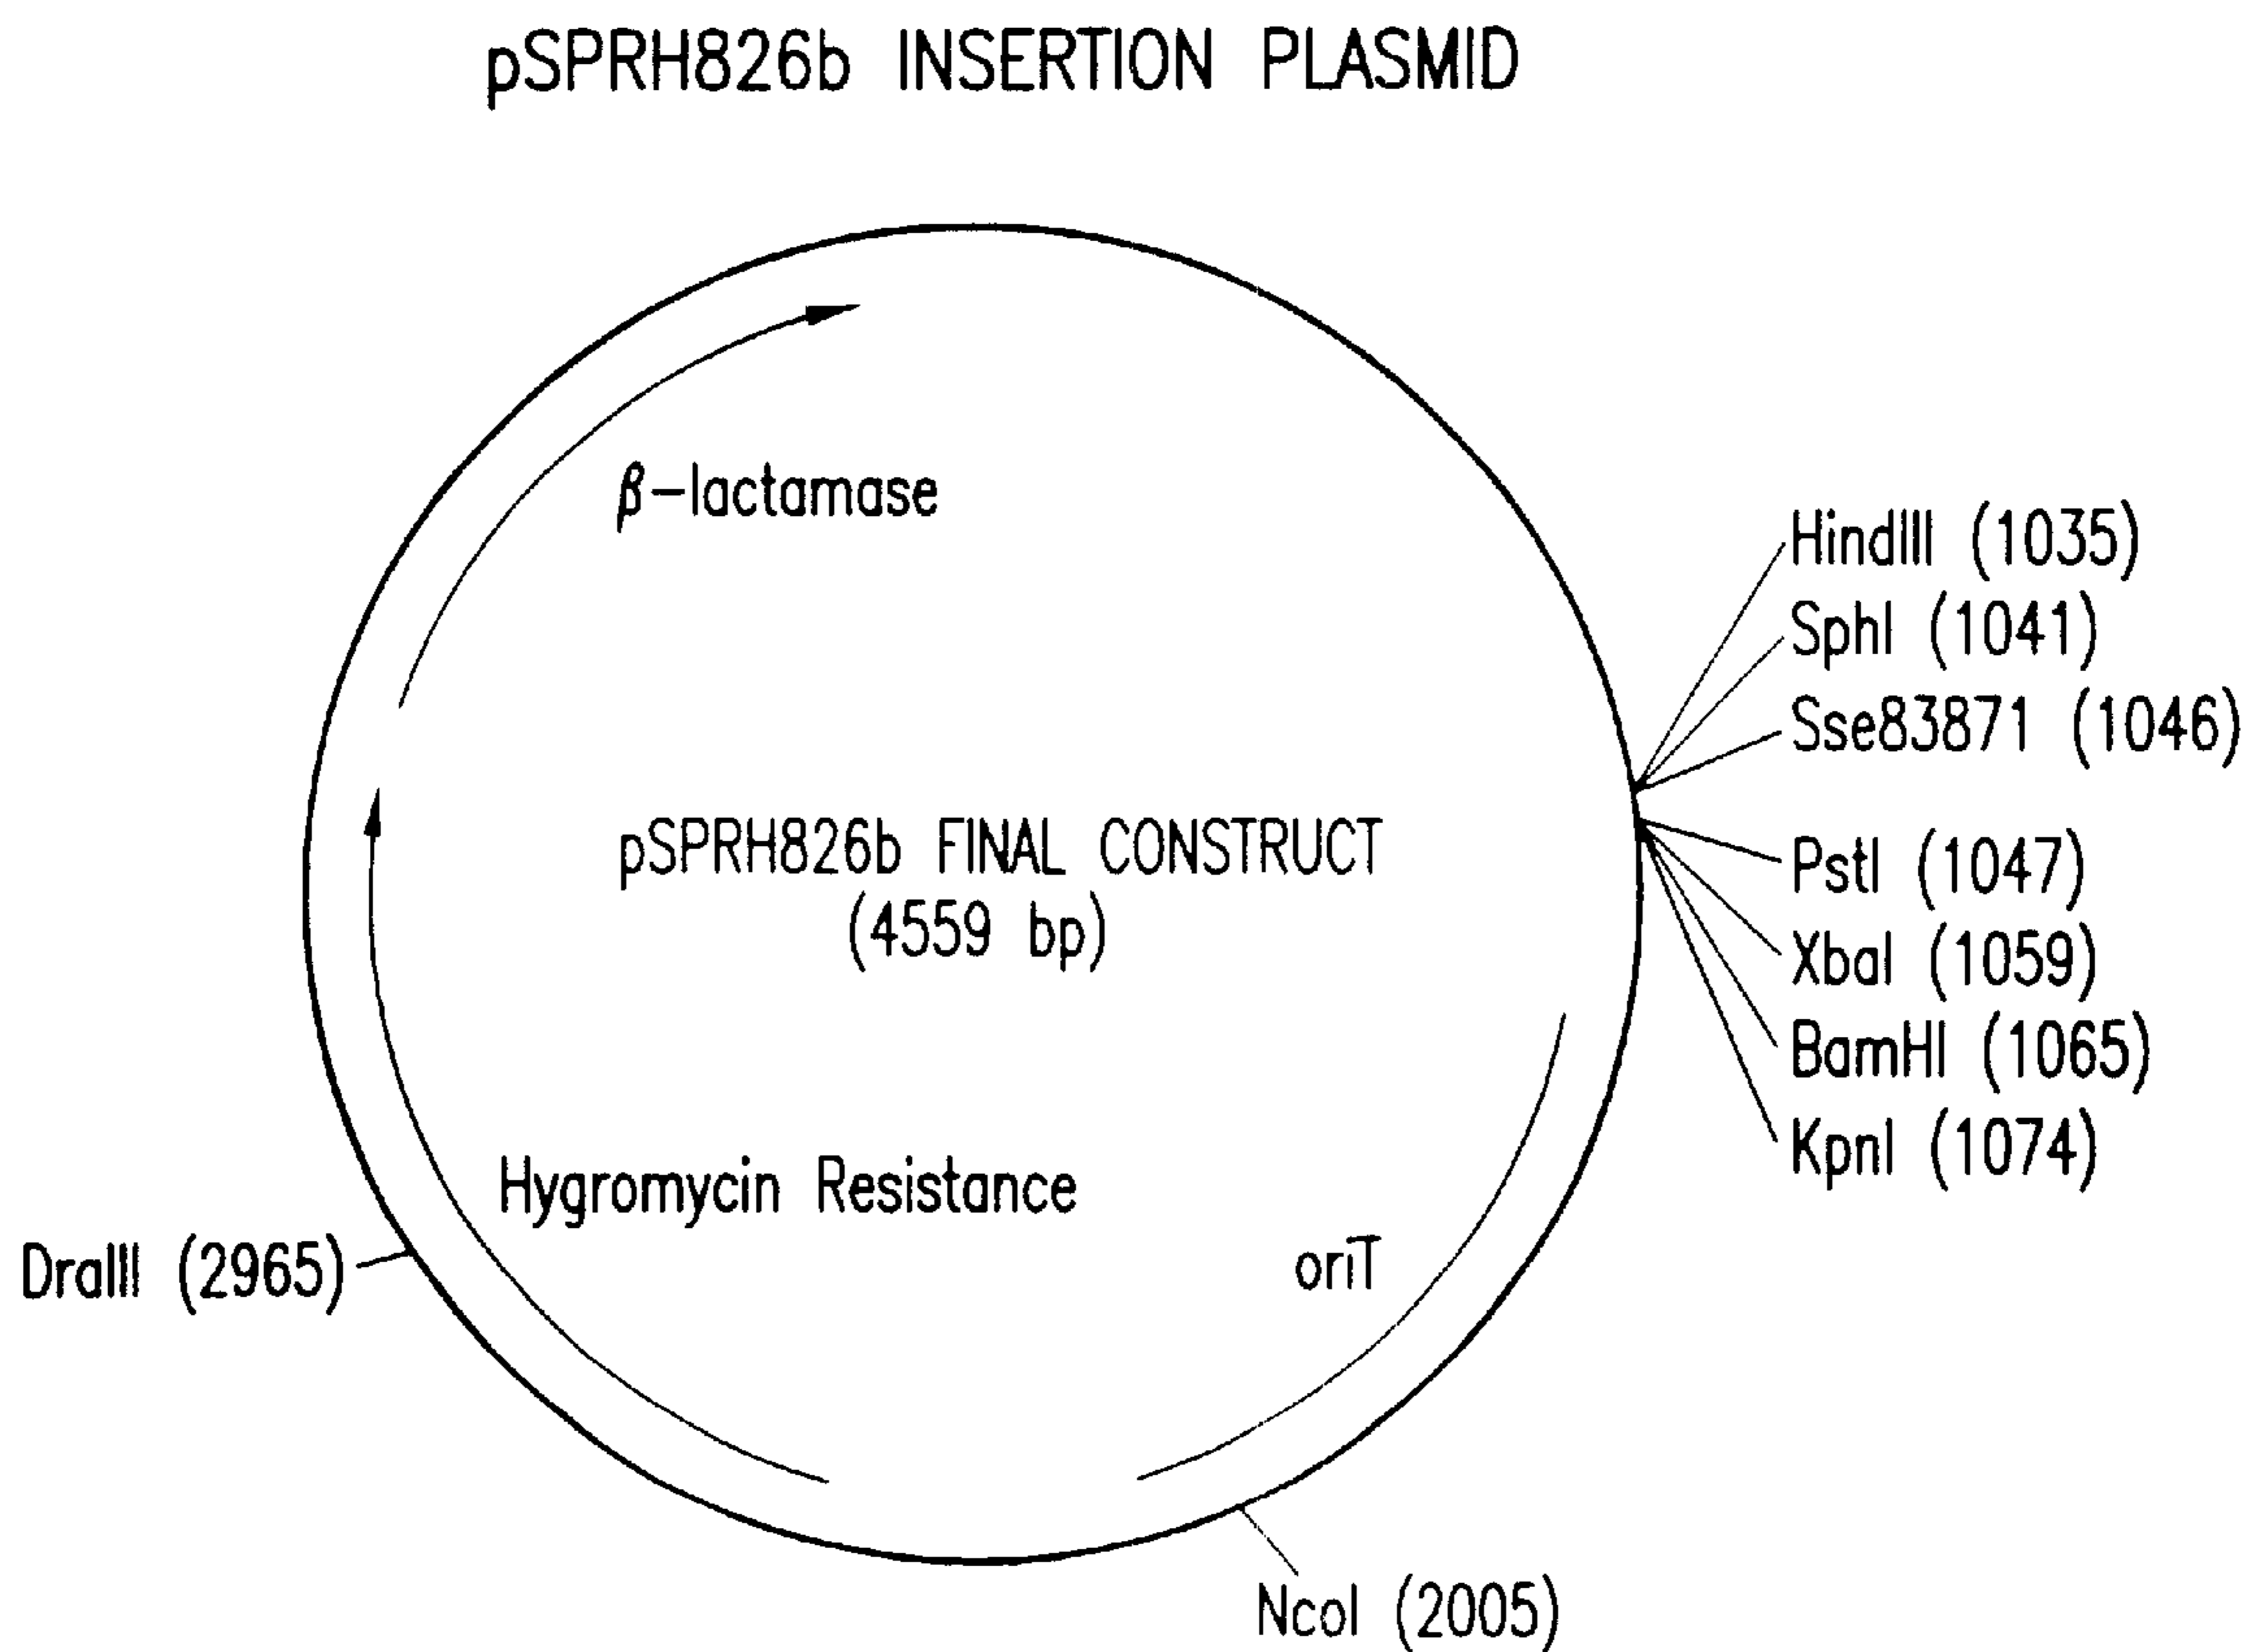 pSPRH826b INSERTION PLASMID
β-lactamase
HindIII (1035)
SphI (1041)
Sse83871 (1046)
PstI (1047)
XbaI (1059)
BamHI (1065)
KpnI (1074)
pSPRH826b FINAL CONSTRUCT
(4559 bp)
Hygromycin Resistance
oriT
DraIII (2965)
NcoI (2005)